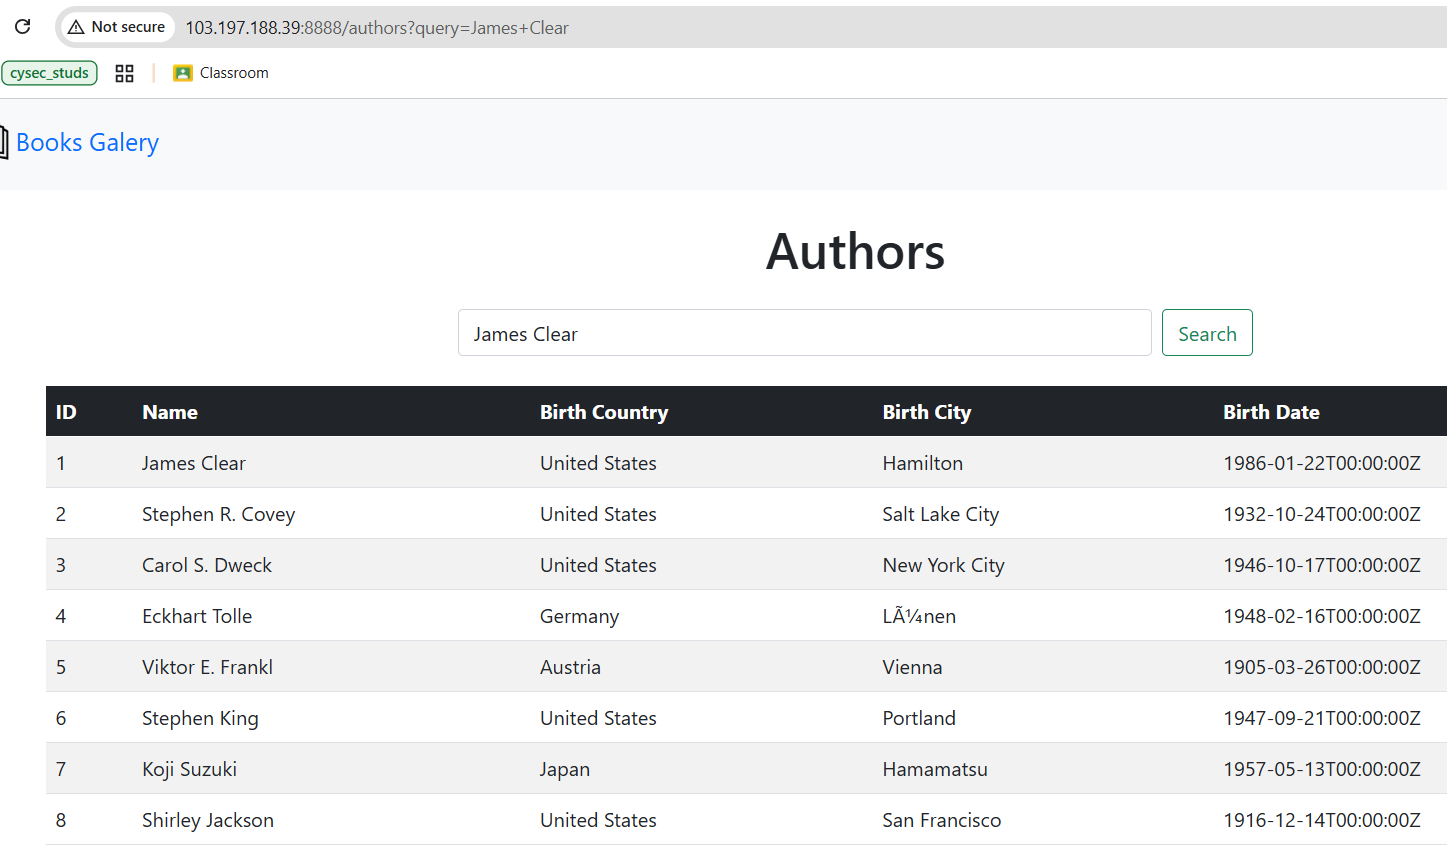 Not secure 103.197.188.39:8888/authors?query=James+Clear
cysec_studs Classroom
Books Galery
Authors
James Clear Search
ID Name Birth Country Birth City Birth Date
1 James Clear United States Hamilton 1986-01-22T00:00:00Z
2 Stephen R. Covey United States Salt Lake City 1932-10-24T00:00:00Z
3 Carol S. Dweck United States New York City 1946-10-17T00:00:00Z
4 Eckhart Tolle Germany LÃ¼nen 1948-02-16T00:00:00Z
5 Viktor E. Frankl Austria Vienna 1905-03-26T00:00:00Z
6 Stephen King United States Portland 1947-09-21T00:00:00Z
7 Koji Suzuki Japan Hamamatsu 1957-05-13T00:00:00Z
8 Shirley Jackson United States San Francisco 1916-12-14T00:00:00Z